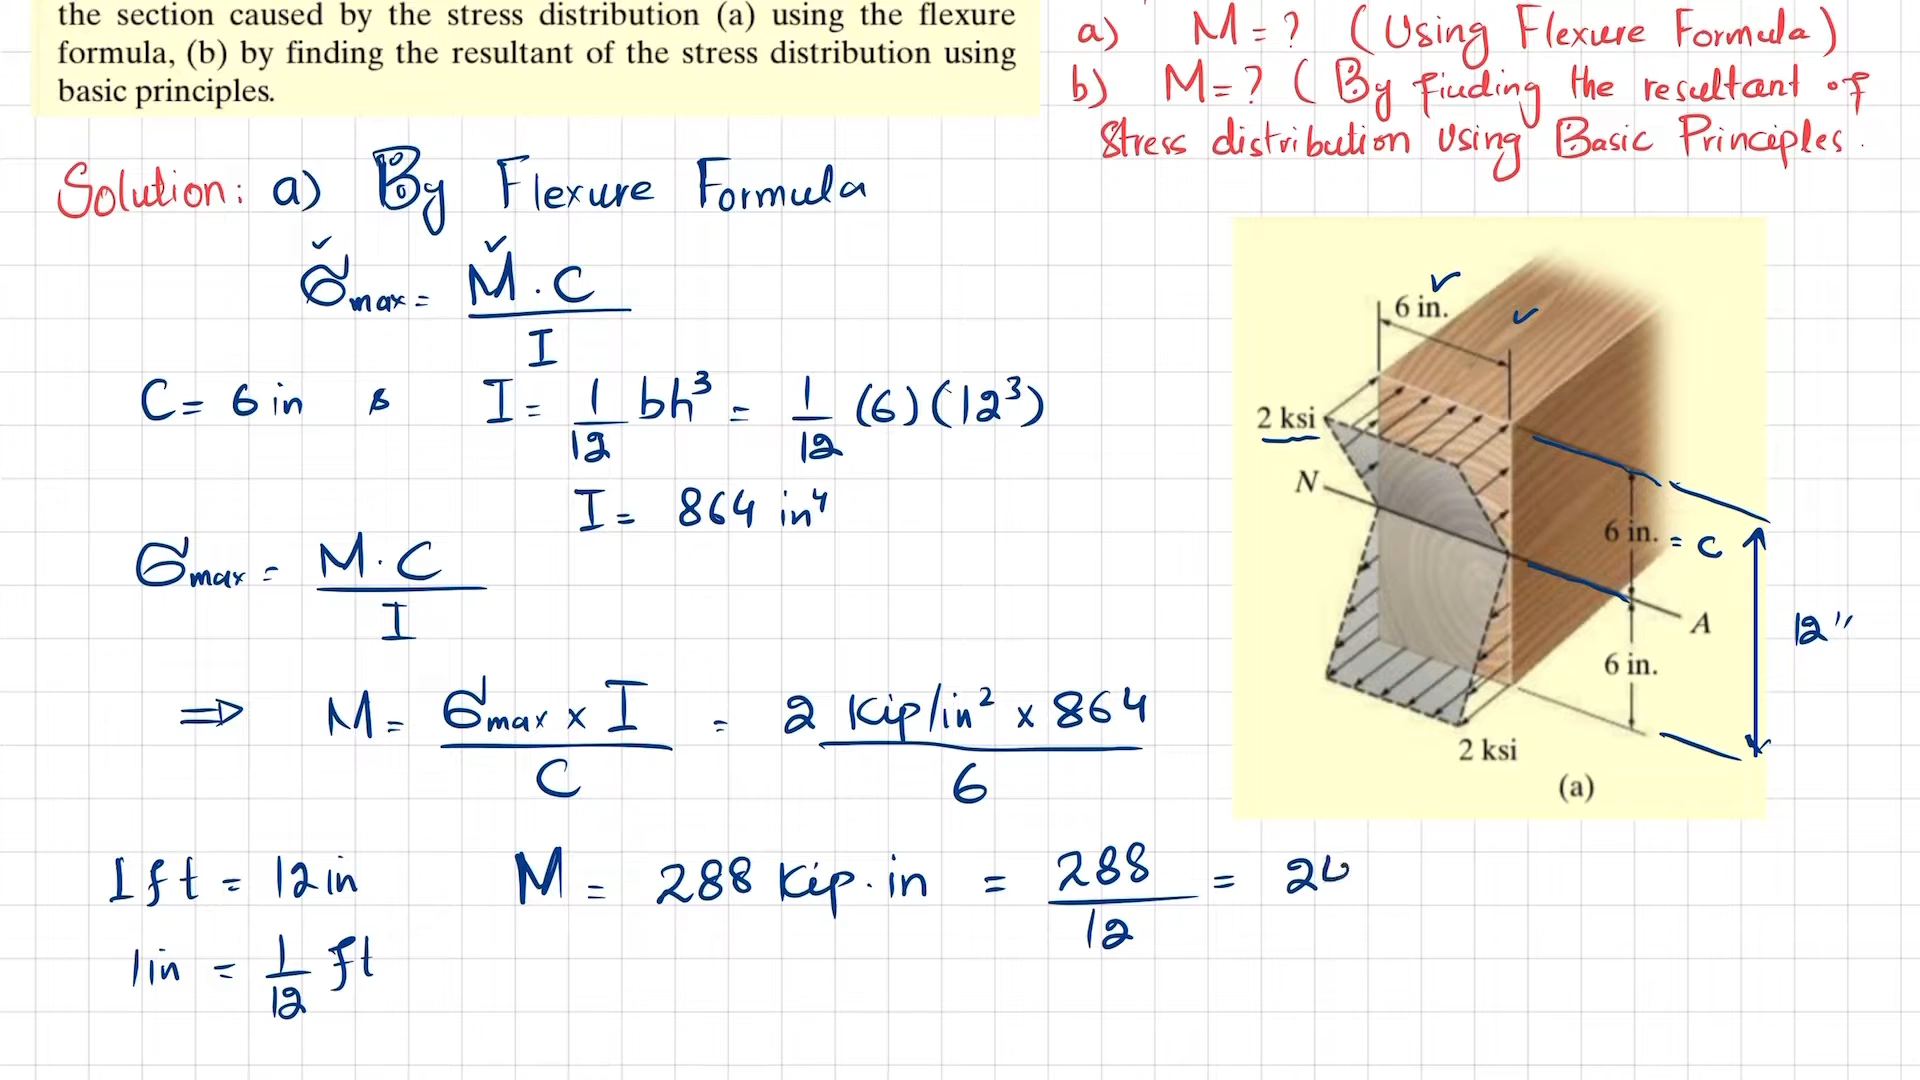 the section caused by the stress distribution (a) using the flexure
formula, (b) by finding the resultant of the stress distribution using
basic principles.
a) M = ? (Using Flexure Formula)
b) M = ? (By finding the resultant of
Stress distribution Using Basic Principles.
Solution: a) By Flexure Formula
σmax = M . C / I
C = 6 in & I = 1/12 bh³ = 1/12 (6)(12³)
I = 864 in⁴
σmax = M . C / I
⇒ M = σmax × I / C = 2 Kip/in² × 864 / 6
1 ft = 12 in M = 288 Kip . in = 288 / 12 = 24
1 in = 1/12 ft
6 in.
2 ksi
N
6 in. = C
12"
A
6 in.
2 ksi
(a)